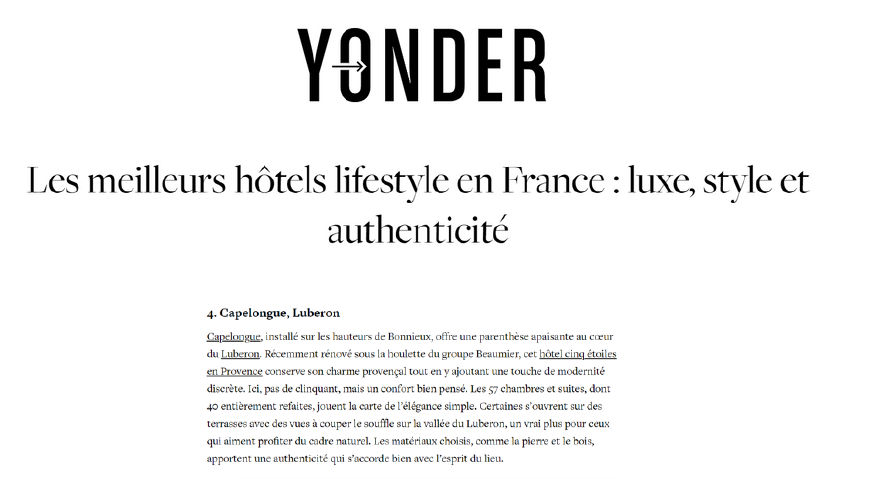 YONDER
Les meilleurs hôtels lifestyle en France : luxe, style et
authenticité
4. Capelongue, Luberon
Capelongue, installé sur les hauteurs de Bonnieux, offre une parenthèse apaisante au cœur
du Luberon. Récemment rénové sous la houlette du groupe Beaumier, cet hôtel cinq étoiles
en Provence conserve son charme provençal tout en y ajoutant une touche de modernité
discrète. Ici, pas de clinquant, mais un confort bien pensé. Les 57 chambres et suites, dont
40 entièrement refaites, jouent la carte de l'élégance simple. Certaines s'ouvrent sur des
terrasses avec des vues à couper le souffle sur la vallée du Luberon, un vrai plus pour ceux
qui aiment profiter du cadre naturel. Les matériaux choisis, comme la pierre et le bois,
apportent une authenticité qui s'accorde bien avec l'esprit du lieu.